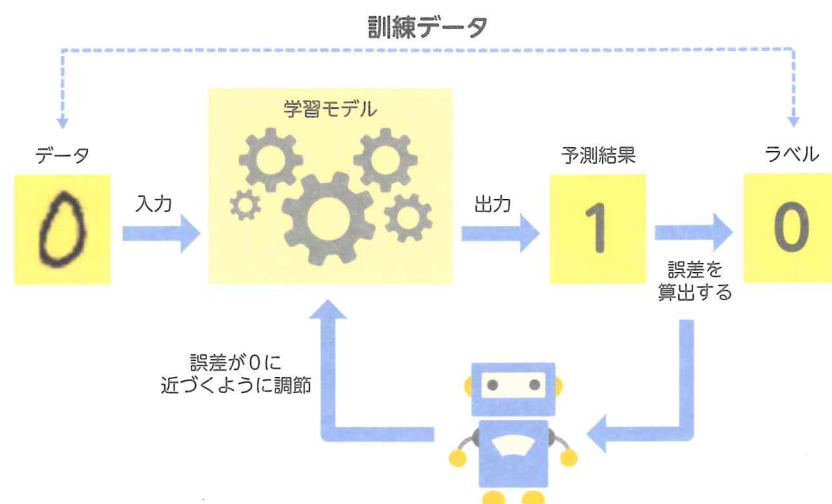 訓練データ
学習モデル
データ
予測結果
ラベル
0
入力
出力
1
0
誤差を
算出する
誤差が0に
近づくように調節